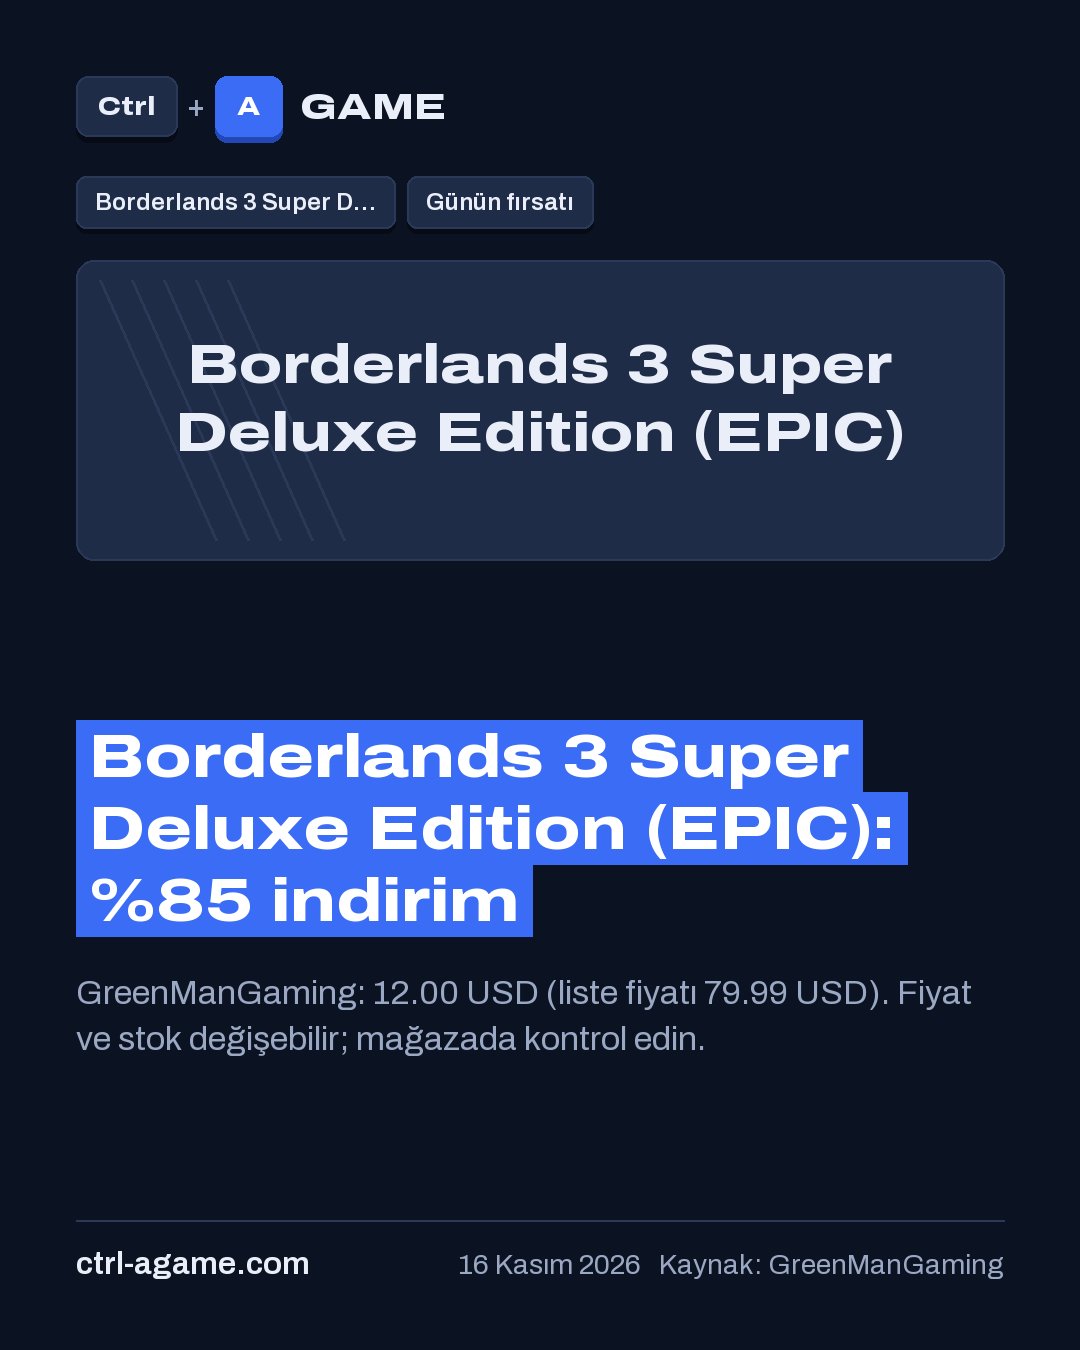 Ctrl + A GAME
Borderlands 3 Super D... Günün fırsatı
Borderlands 3 Super
Deluxe Edition (EPIC)
Borderlands 3 Super
Deluxe Edition (EPIC):
%85 indirim
GreenManGaming: 12.00 USD (liste fiyatı 79.99 USD). Fiyat
ve stok değişebilir; mağazada kontrol edin.
ctrl-agame.com 16 Kasım 2026 Kaynak: GreenManGaming